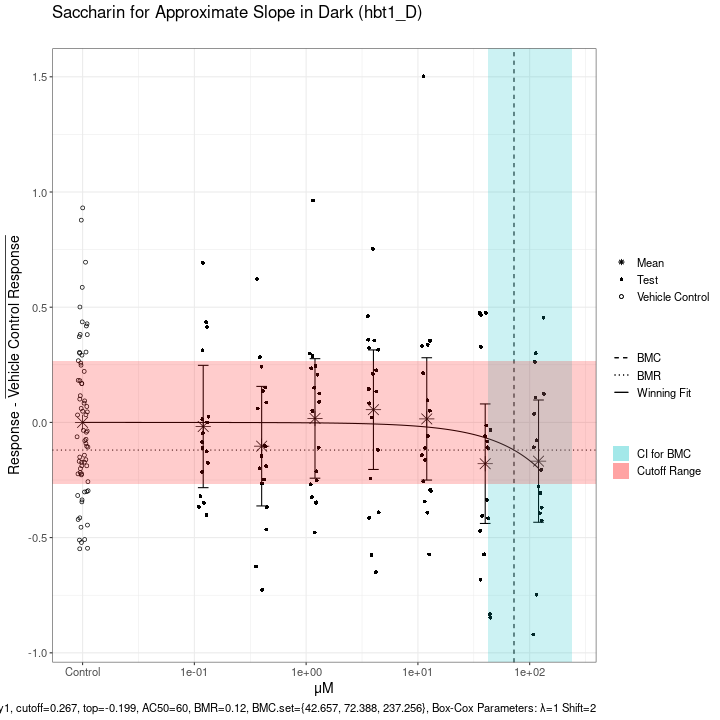 Saccharin for Approximate Slope in Dark (hbt1_D)
Response - Vehicle Control Response
1.5
1.0
0.5
0.0
-0.5
-1.0
Control
1e-01
1e+00
1e+01
1e+02
μM
Mean
Test
Vehicle Control
BMC
BMR
Winning Fit
CI for BMC
Cutoff Range
y1, cutoff=0.267, top=-0.199, AC50=60, BMR=0.12, BMC.set={42.657, 72.388, 237.256}, Box-Cox Parameters: λ=1 Shift=2